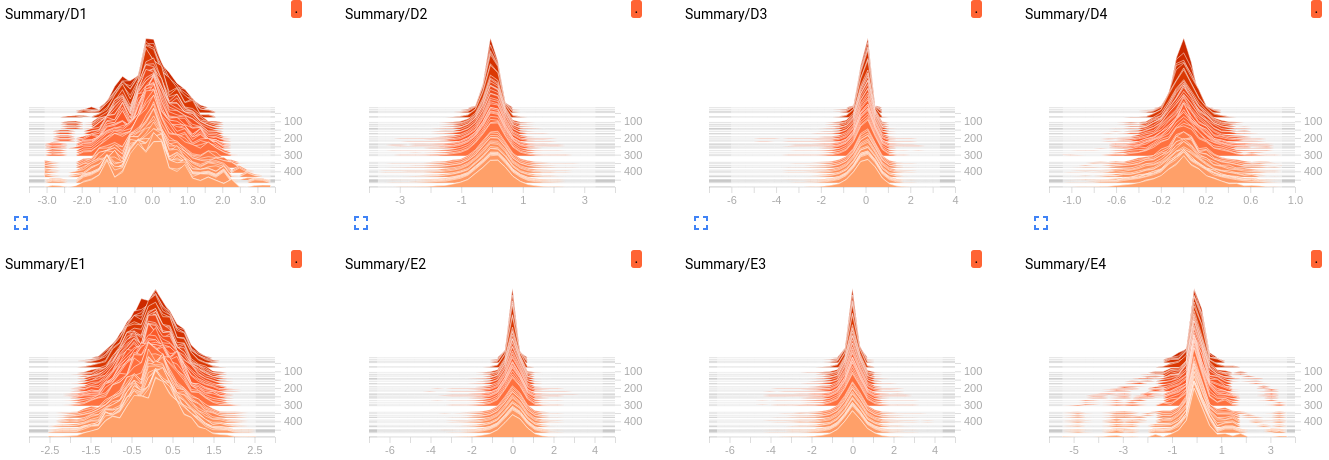 Summary/D1 . Summary/D2 . Summary/D3 . Summary/D4 .
100 100 100 100
200 200 200 200
300 300 300 300
400 400 400 400
-3.0 -2.0 -1.0 0.0 1.0 2.0 3.0 -3 -1 1 3 -6 -4 -2 0 2 4 -1.0 -0.6 -0.2 0.2 0.6 1.0
Summary/E1 . Summary/E2 . Summary/E3 . Summary/E4 .
100 100 100 100
200 200 200 200
300 300 300 300
400 400 400 400
-2.5 -1.5 -0.5 0.5 1.5 2.5 -6 -4 -2 0 2 4 -6 -4 -2 0 2 4 -5 -3 -1 1 3